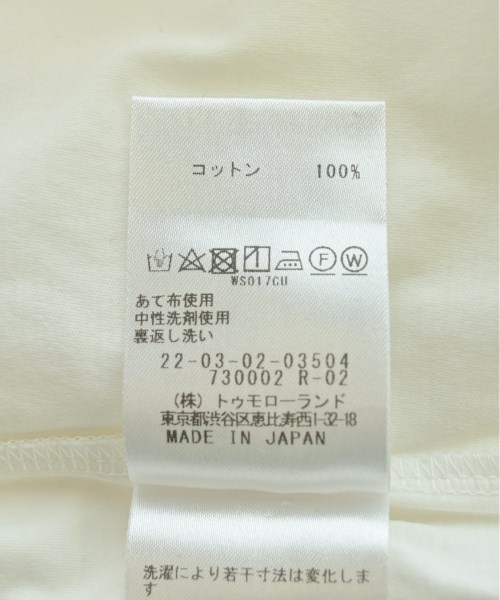 コットン 100%
F W
WS017CU
あて布使用
中性洗剤使用
裏返し洗い
22-03-02-03504
730002 R-02
（株）トゥモローランド
東京都渋谷区恵比寿西1-32-18
MADE IN JAPAN
洗濯により若干寸法は変化しま
す